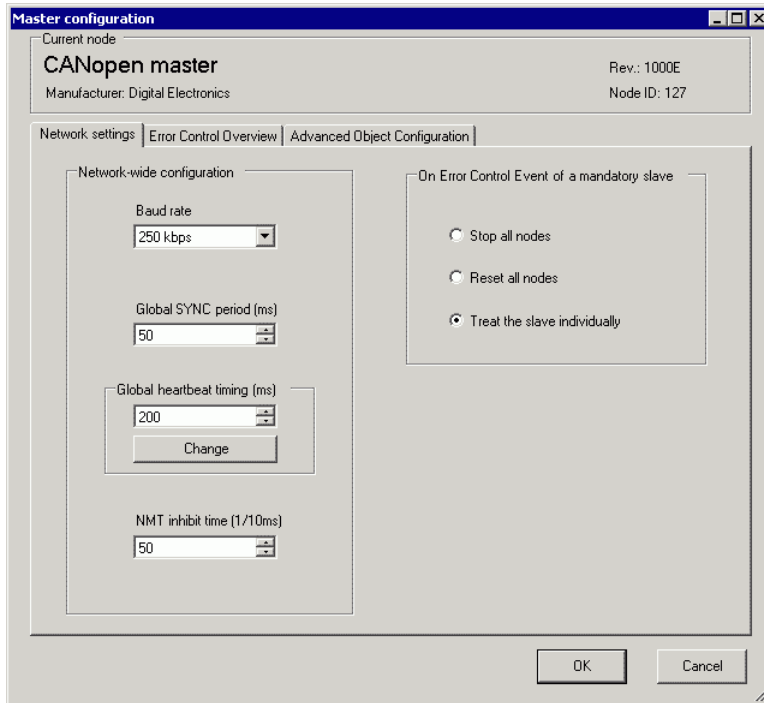 Master configuration
Current node
CANopen master
Rev.: 1000E
Manufacturer: Digital Electronics
Node ID: 127
Network settings
Error Control Overview
Advanced Object Configuration
Network-wide configuration
Baud rate
250 kbps
Global SYNC period (ms)
50
Global heartbeat timing (ms)
200
Change
NMT inhibit time (1/10ms)
50
On Error Control Event of a mandatory slave
Stop all nodes
Reset all nodes
Treat the slave individually
OK
Cancel